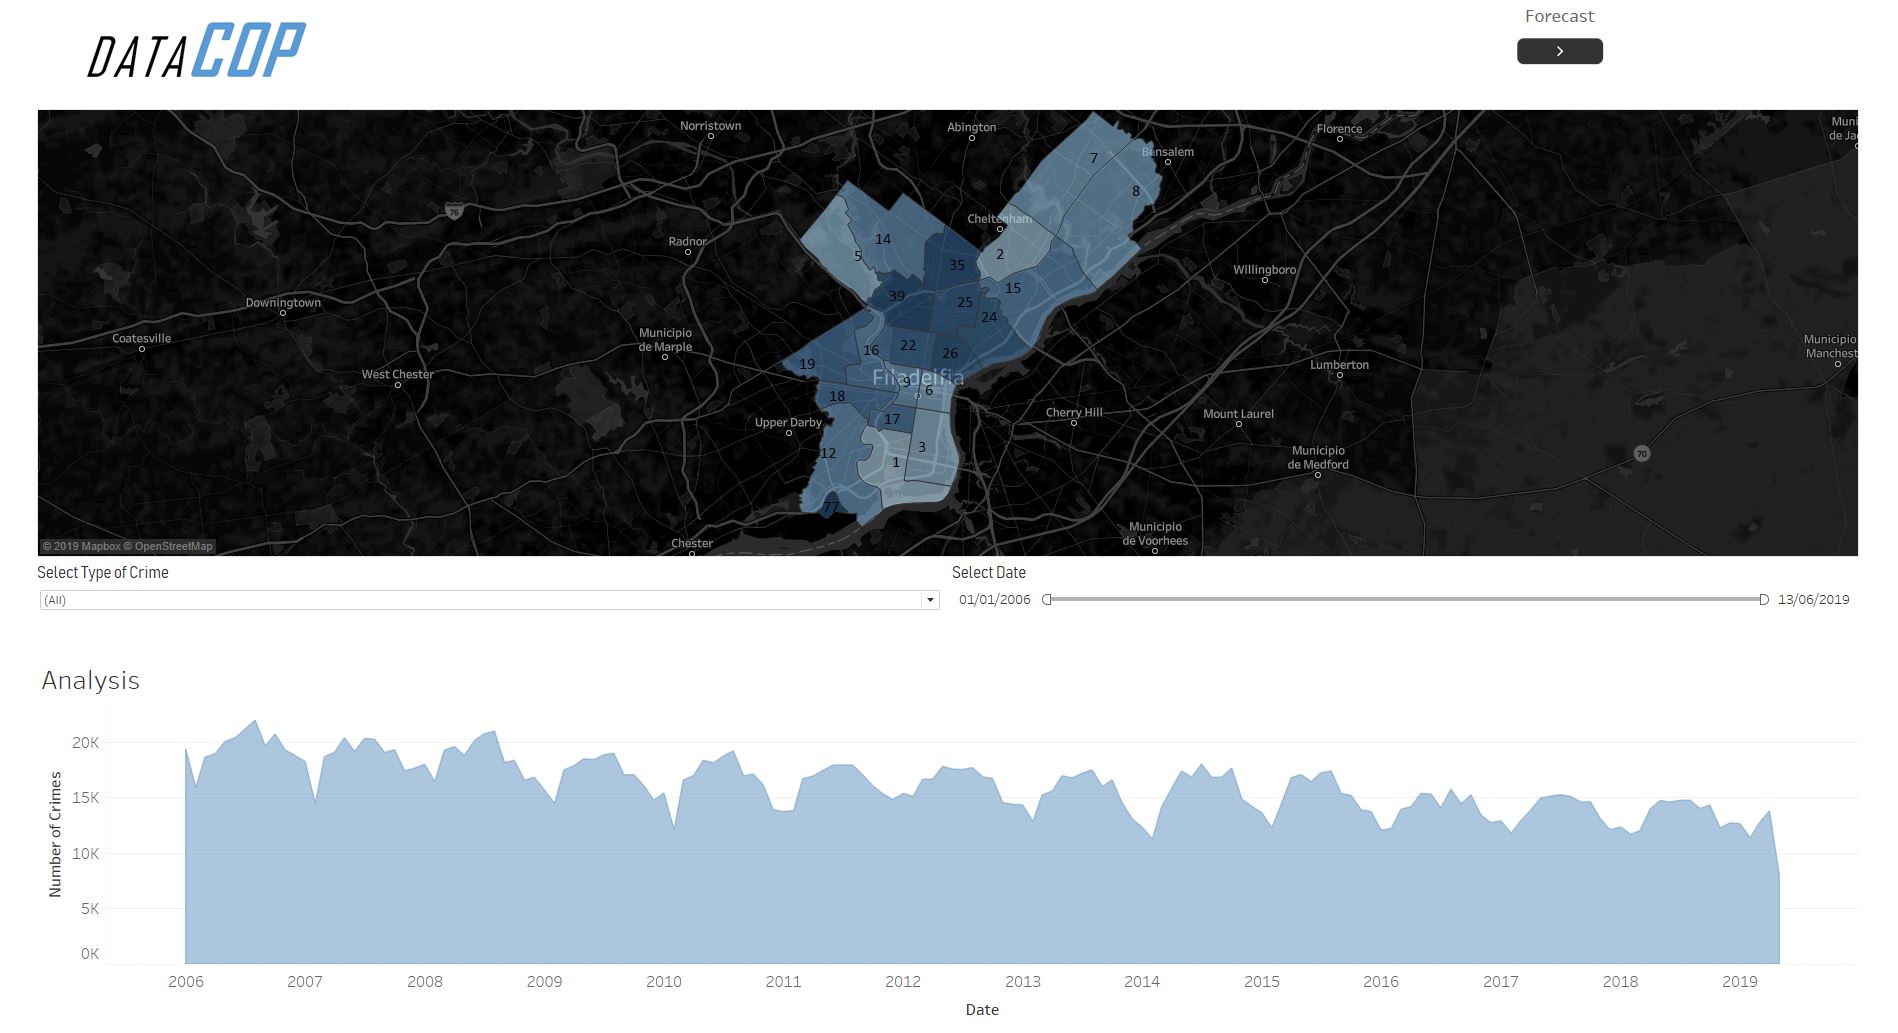 DATACOP
Forecast
Norristown
Abington
Florence
Muni
de Ja
Bensalem
7
8
76
Cheltenham
14
5
2
35
Radnor
Willingboro
39
25
15
24
Downingtown
Coatesville
Municipio
de Marple
16
22
26
Municipio
Manchest
19
West Chester
Filadelfia
9
6
Lumberton
18
Upper Darby
17
Cherry Hill
Mount Laurel
12
1
3
Municipio
de Medford
70
77
Municipio
de Voorhees
Chester
© 2019 Mapbox © OpenStreetMap
Select Type of Crime
Select Date
(All)
01/01/2006
13/06/2019
Analysis
Number of Crimes
20K
15K
10K
5K
0K
2006 2007 2008 2009 2010 2011 2012 2013 2014 2015 2016 2017 2018 2019
Date